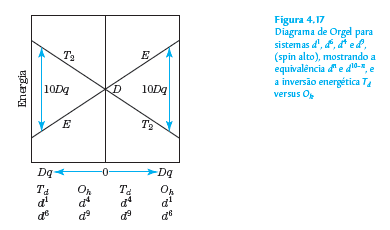 Energia
T₂
E
10Dq
D
10Dq
E
T₂
Dq
0
Dq
T_d O_h T_d O_h
d¹ d⁴ d⁴ d¹
d⁶ d⁹ d⁹ d⁶
Figura 4.17
Diagrama de Orgel para
sistemas d¹, d⁶, d⁴ e d⁹,
(spin alto), mostrando a
equivalência dⁿ e d¹⁰⁻ⁿ, e
a inversão energética T_d
versus O_h